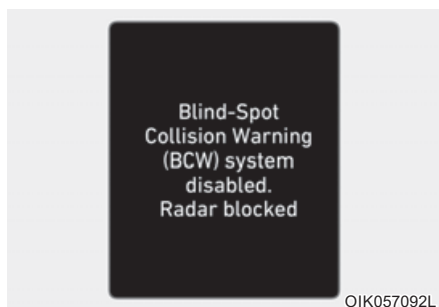 Blind-Spot
Collision Warning
(BCW) system
disabled.
Radar blocked
OIK057092L